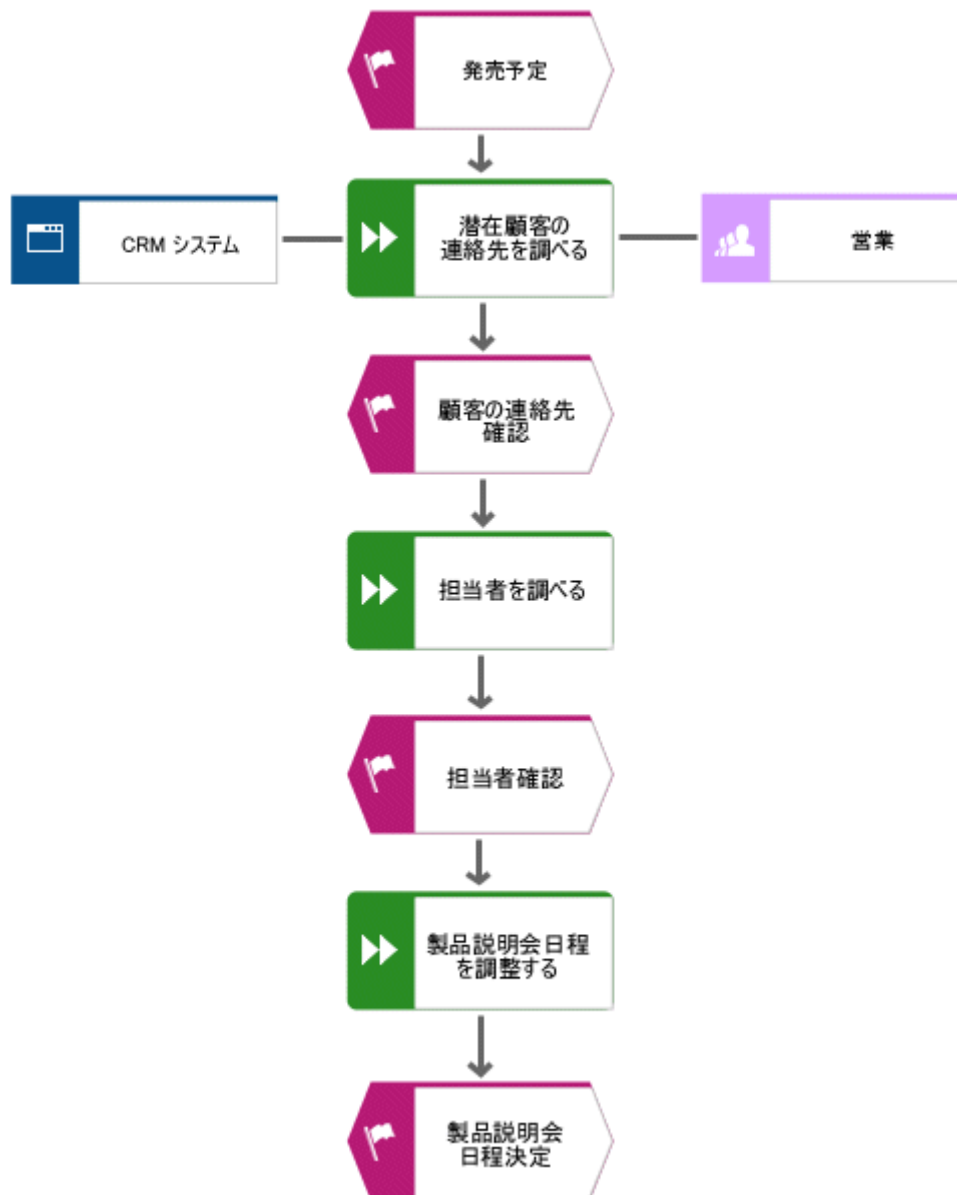 発売予定
CRM システム
潜在顧客の
連絡先を調べる
営業
顧客の連絡先
確認
担当者を調べる
担当者確認
製品説明会日程
を調整する
製品説明会
日程決定